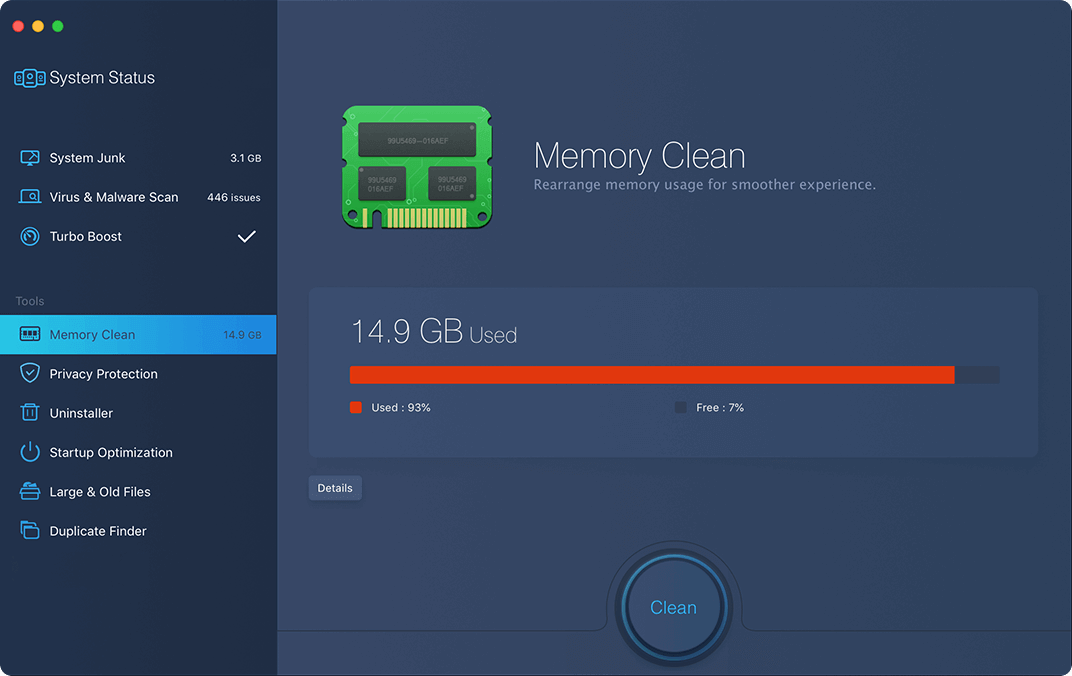 System Status
System Junk 3.1 GB
Virus & Malware Scan 446 issues
Turbo Boost
Tools
Memory Clean 14.9 GB
Privacy Protection
Uninstaller
Startup Optimization
Large & Old Files
Duplicate Finder
99U5469—016AEF
99U5469
016AEF
99U5469
016AEF
Memory Clean
Rearrange memory usage for smoother experience.
14.9 GB Used
Used : 93% Free : 7%
Details
Clean